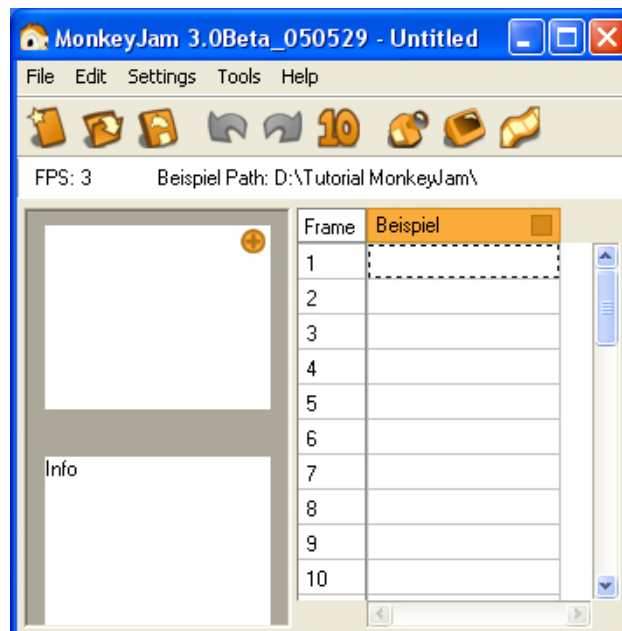 MonkeyJam 3.0Beta_050529 - Untitled
File Edit Settings Tools Help
10
FPS: 3 Beispiel Path: D:\Tutorial MonkeyJam\
Frame Beispiel
1
2
3
4
5
6
Info
7
8
9
10